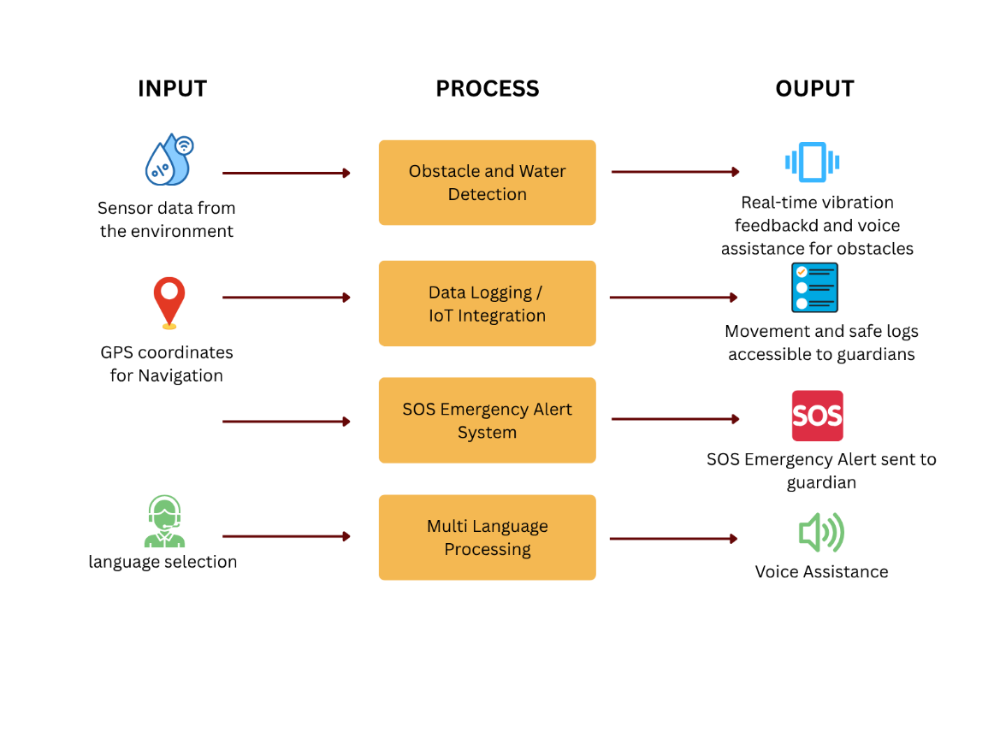 INPUT
PROCESS
OUPUT
Sensor data from
the environment
Obstacle and Water
Detection
Real-time vibration
feedbackd and voice
assistance for obstacles
GPS coordinates
for Navigation
Data Logging /
IoT Integration
Movement and safe logs
accessible to guardians
SOS Emergency Alert
System
SOS
SOS Emergency Alert sent to
guardian
language selection
Multi Language
Processing
Voice Assistance